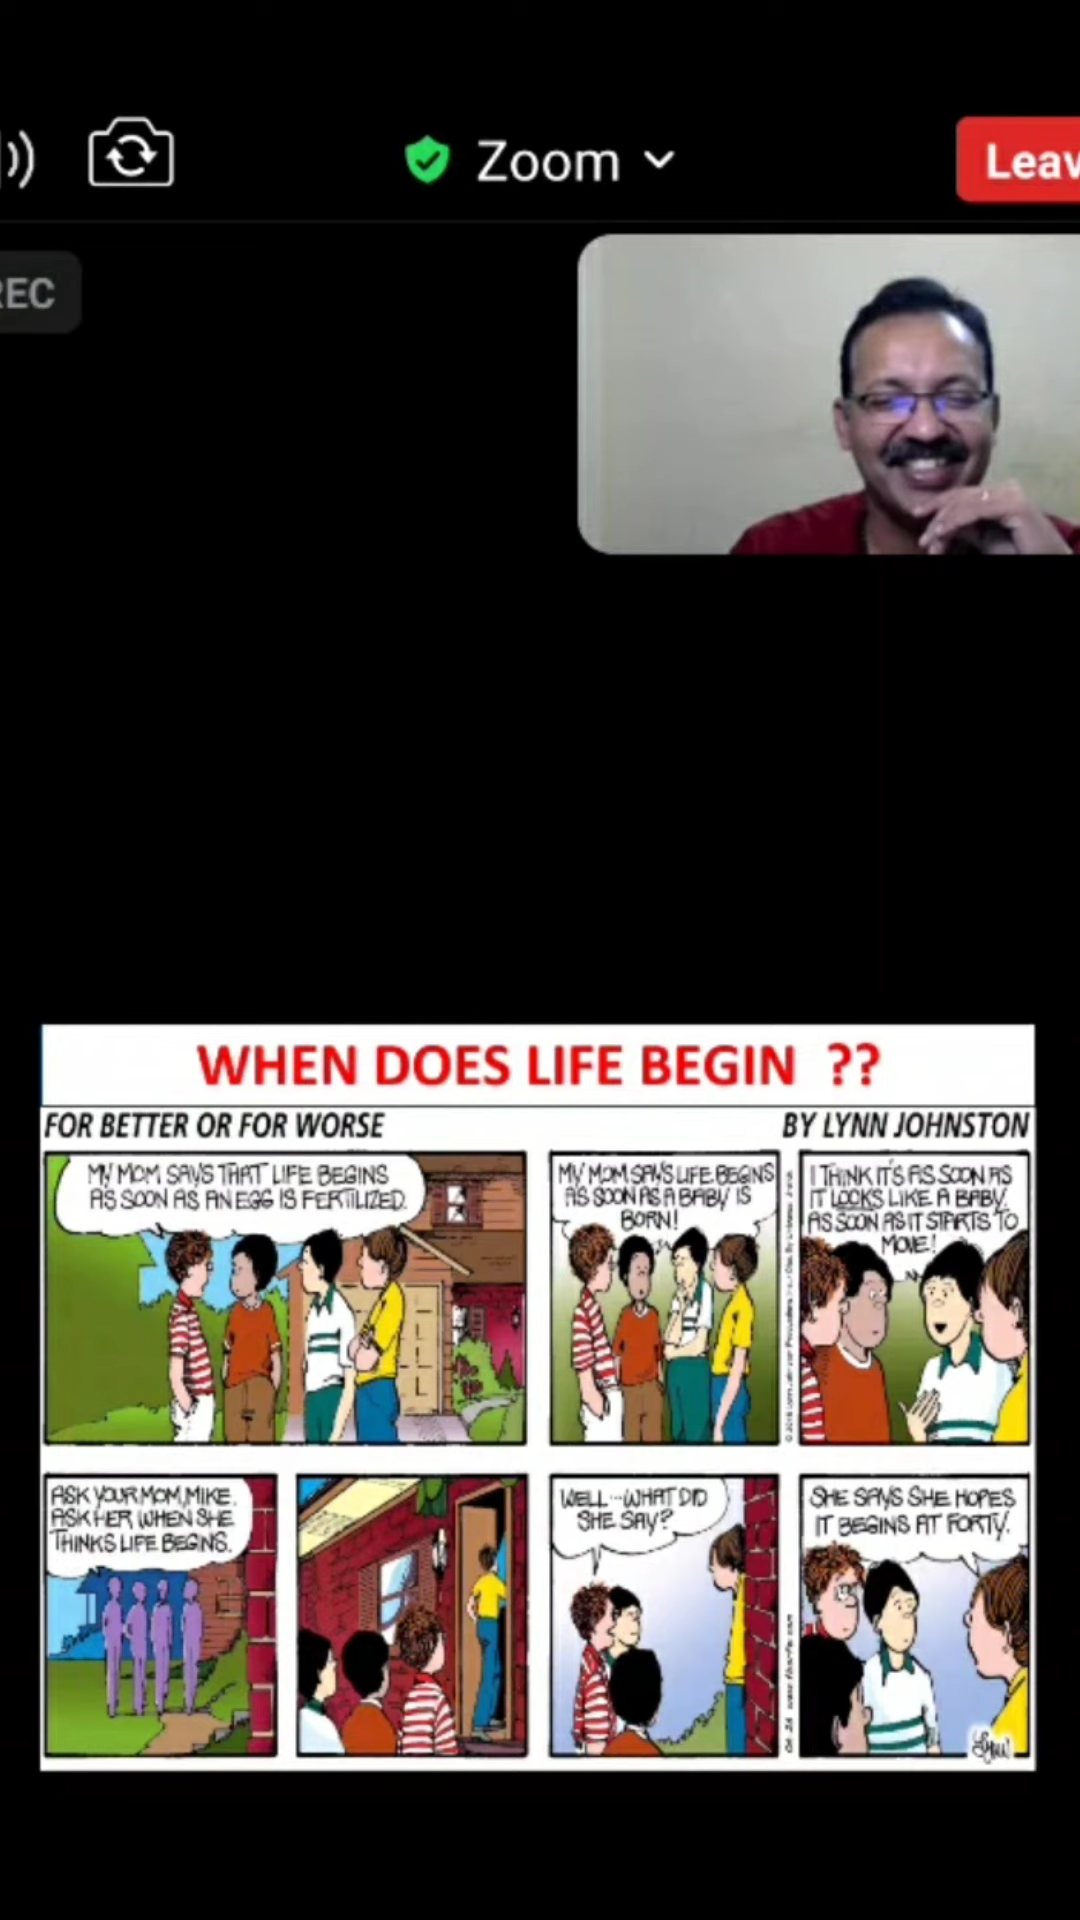 Zoom
Leav
REC
WHEN DOES LIFE BEGIN ??
FOR BETTER OR FOR WORSE
BY LYNN JOHNSTON
MY MOM SAYS THAT LIFE BEGINS
AS SOON AS AN EGG IS FERTILIZED.
MY MOM SAYS LIFE BEGINS
AS SOON AS A BABY IS
BORN!
I THINK IT'S AS SOON AS
IT LOOKS LIKE A BABY.
AS SOON AS IT STARTS TO
MOVE!
ASK YOUR MOM, MIKE.
ASK HER WHEN SHE
THINKS LIFE BEGINS.
WELL...WHAT DID
SHE SAY?
SHE SAYS SHE HOPES
IT BEGINS AT FORTY.
Lynn